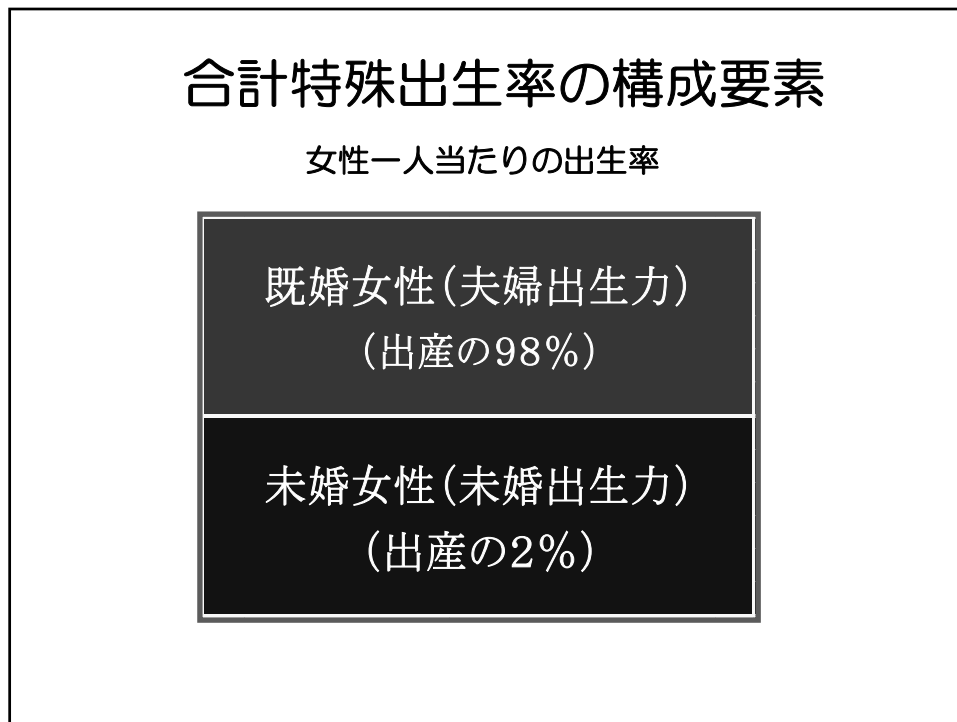 合計特殊出生率の構成要素
女性一人当たりの出生率
既婚女性(夫婦出生力)
(出産の98%)
未婚女性(未婚出生力)
(出産の2%)